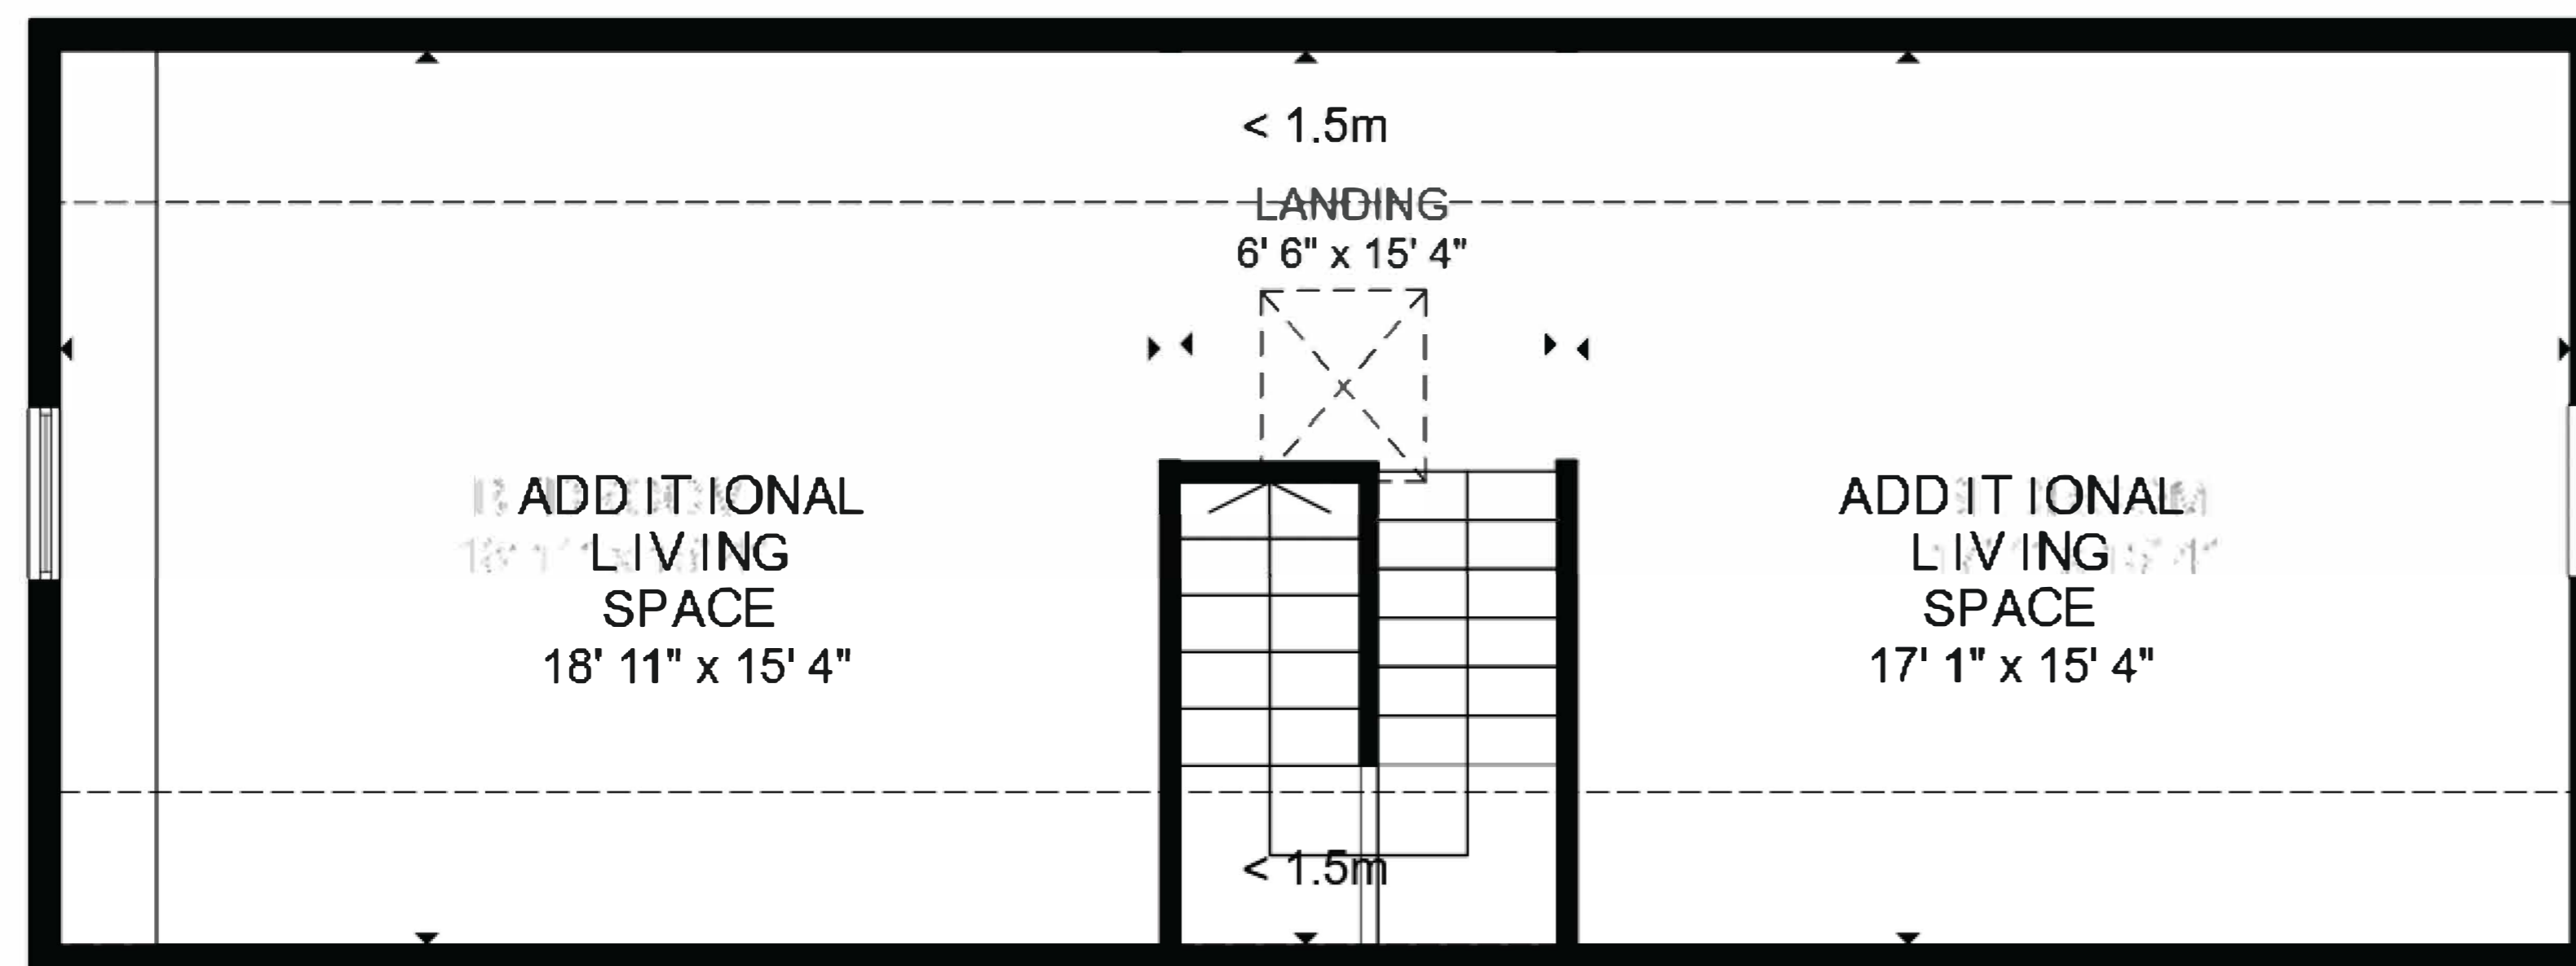 < 1.5m
LANDING
6' 6" x 15' 4"
ADDITIONAL
LIVING
SPACE
18' 11" x 15' 4"
ADDITIONAL
LIVING
SPACE
17' 1" x 15' 4"
< 1.5m